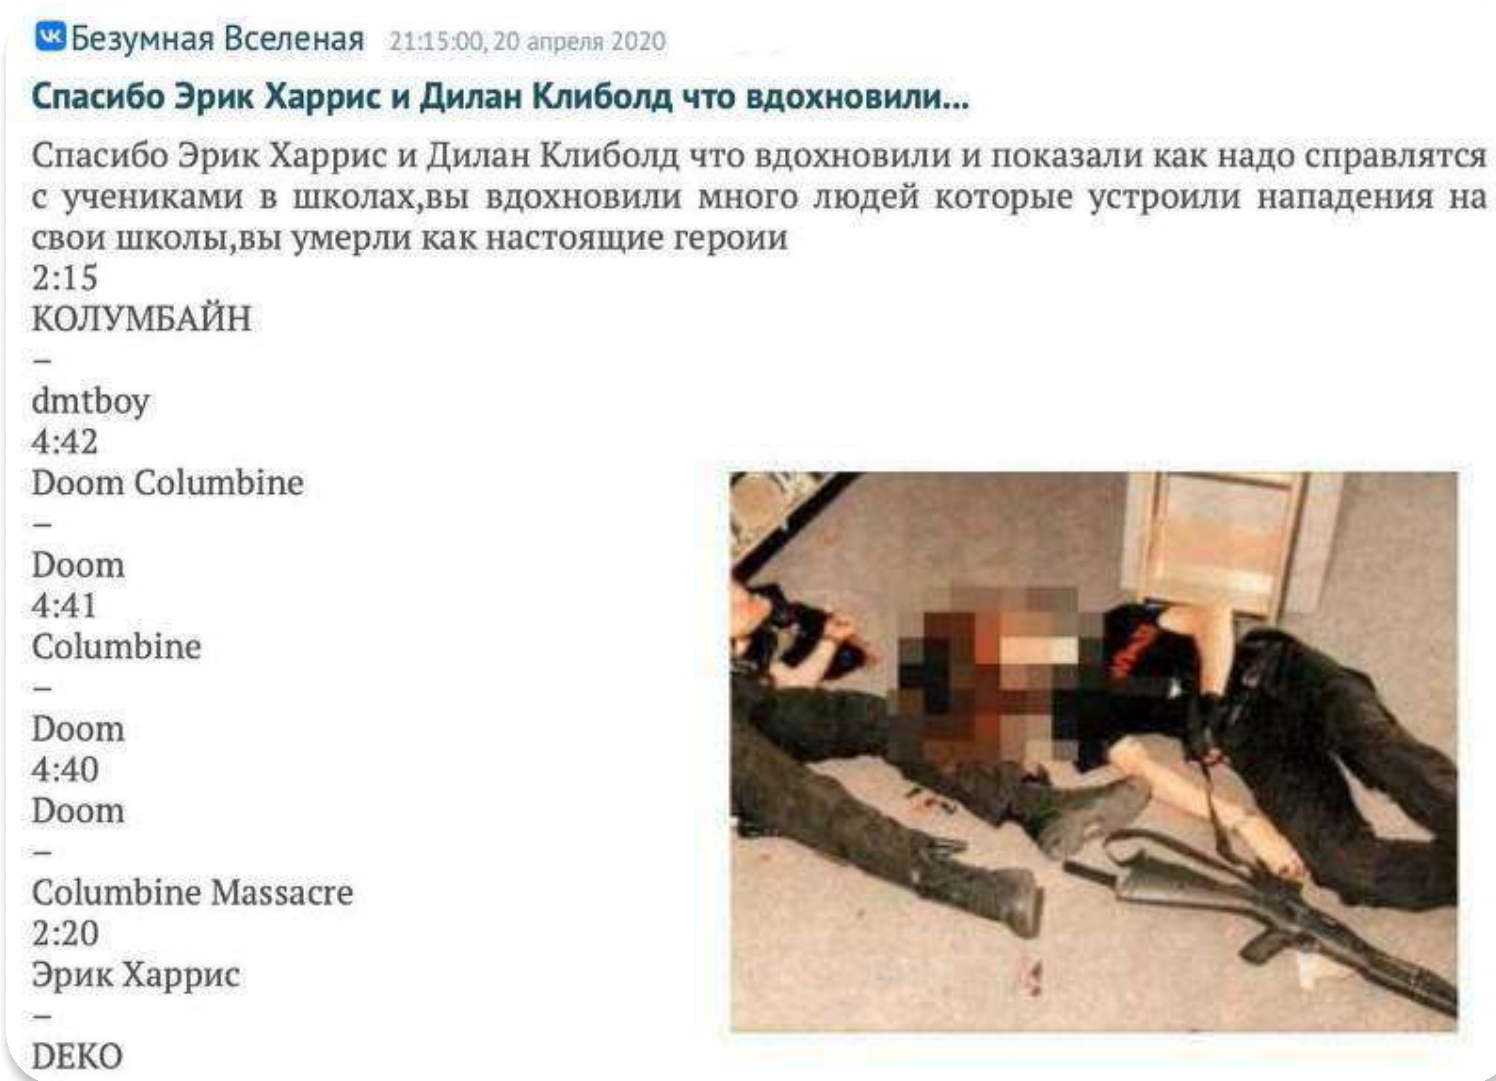 Безумная Вселеная 21:15:00, 20 апреля 2020
Спасибо Эрик Харрис и Дилан Клиболд что вдохновили...
Спасибо Эрик Харрис и Дилан Клиболд что вдохновили и показали как надо справлятся
с учениками в школах,вы вдохновили много людей которые устроили нападения на
свои школы,вы умерли как настоящие героии
2:15
КОЛУМБАЙН
–
dmtboy
4:42
Doom Columbine
–
Doom
4:41
Columbine
–
Doom
4:40
Doom
–
Columbine Massacre
2:20
Эрик Харрис
–
DEKO